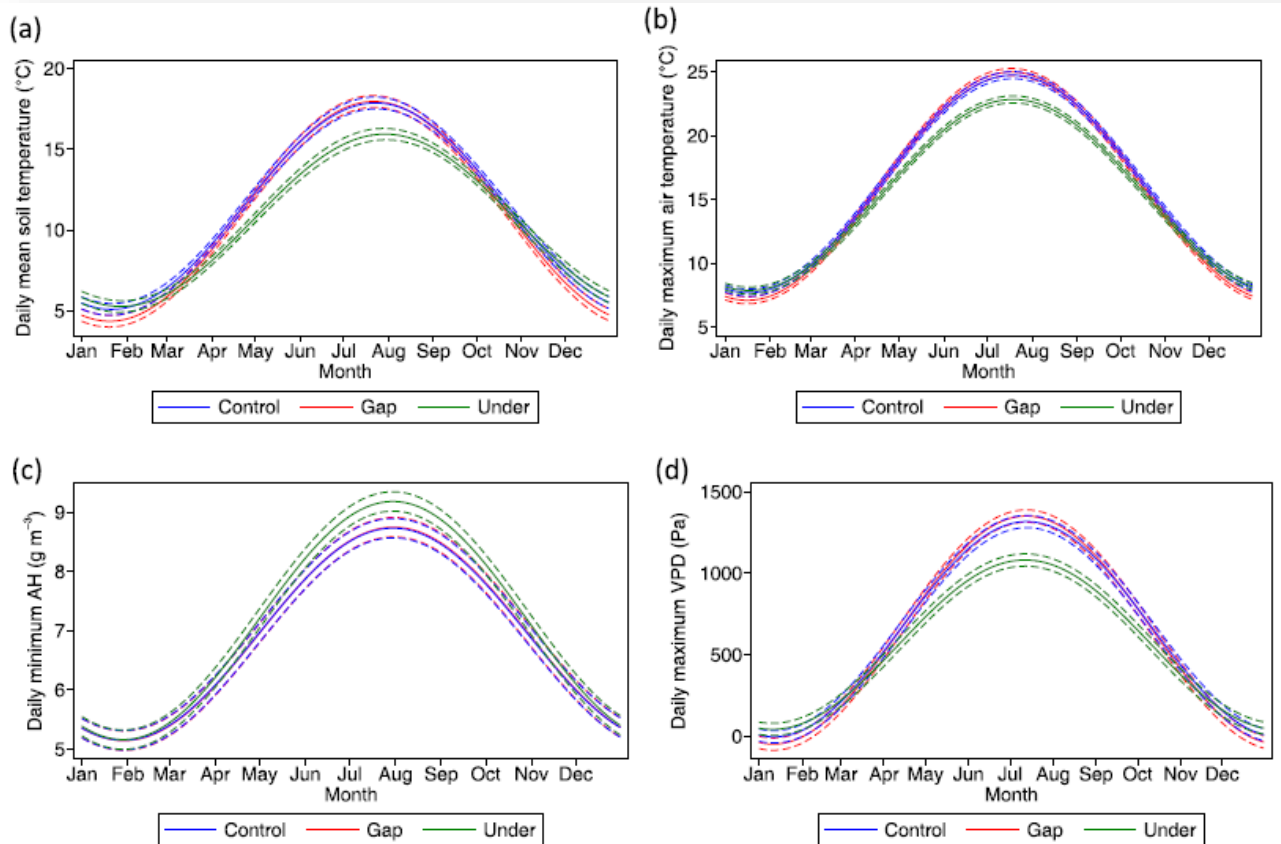 (a)
Daily mean soil temperature (°C)
20
15
10
5
Jan Feb Mar Apr May Jun Jul Aug Sep Oct Nov Dec
Month
Control Gap Under
(b)
Daily maximum air temperature (°C)
25
20
15
10
5
Jan Feb Mar Apr May Jun Jul Aug Sep Oct Nov Dec
Month
Control Gap Under
(c)
Daily minimum AH (g m⁻³)
9
8
7
6
5
Jan Feb Mar Apr May Jun Jul Aug Sep Oct Nov Dec
Month
Control Gap Under
(d)
Daily maximum VPD (Pa)
1500
1000
500
0
Jan Feb Mar Apr May Jun Jul Aug Sep Oct Nov Dec
Month
Control Gap Under